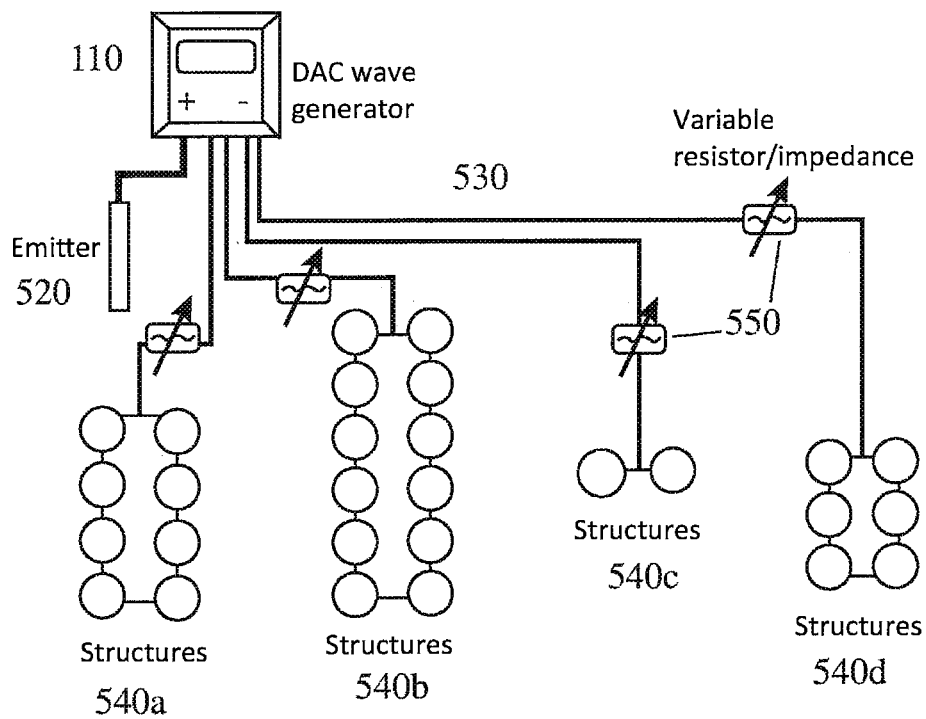 110
+ -
DAC wave
generator
Variable
resistor/impedance
530
Emitter
520
550
Structures
540a
Structures
540b
Structures
540c
Structures
540d